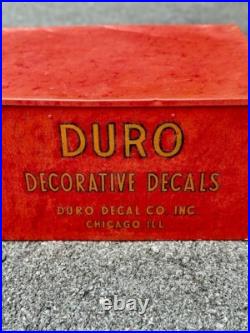 DURO
DECORATIVE DECALS
DURO DECAL CO. INC.
CHICAGO ILL